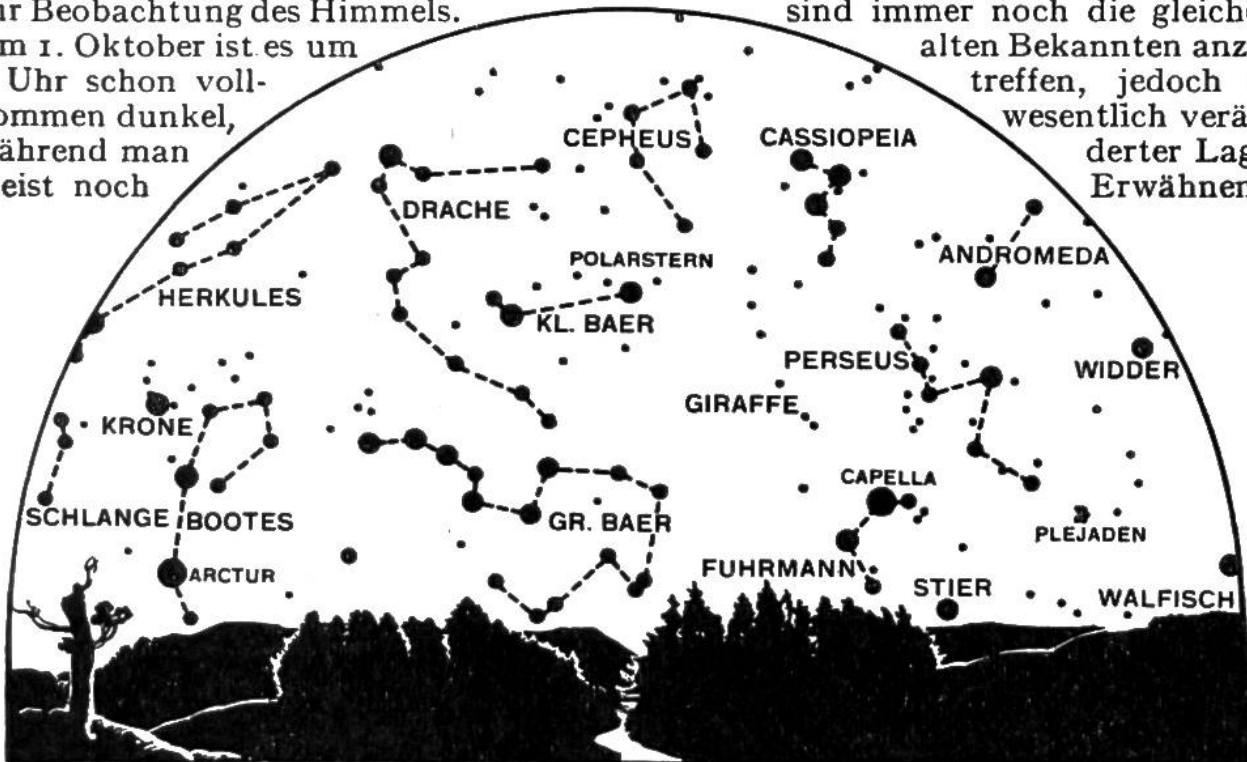 ur Beobachtung des Himmels.
m 1. Oktober ist es um
Uhr schon voll-
ommen dunkel,
ährend man
eist noch
sind immer noch die gleich
alten Bekannten anz
treffen, jedoch
wesentlich verä
derter Lag
Erwähnen
CEPHEUS
CASSIOPEIA
DRACHE
ANDROMEDA
POLARSTERN
HERKULES
KL. BAER
PERSEUS
WIDDER
GIRAFFE
KRONE
CAPELLA
SCHLANGE
BOOTES
GR. BAER
PLEJADEN
ARCTUR
FUHRMANN
STIER
WALFISCH